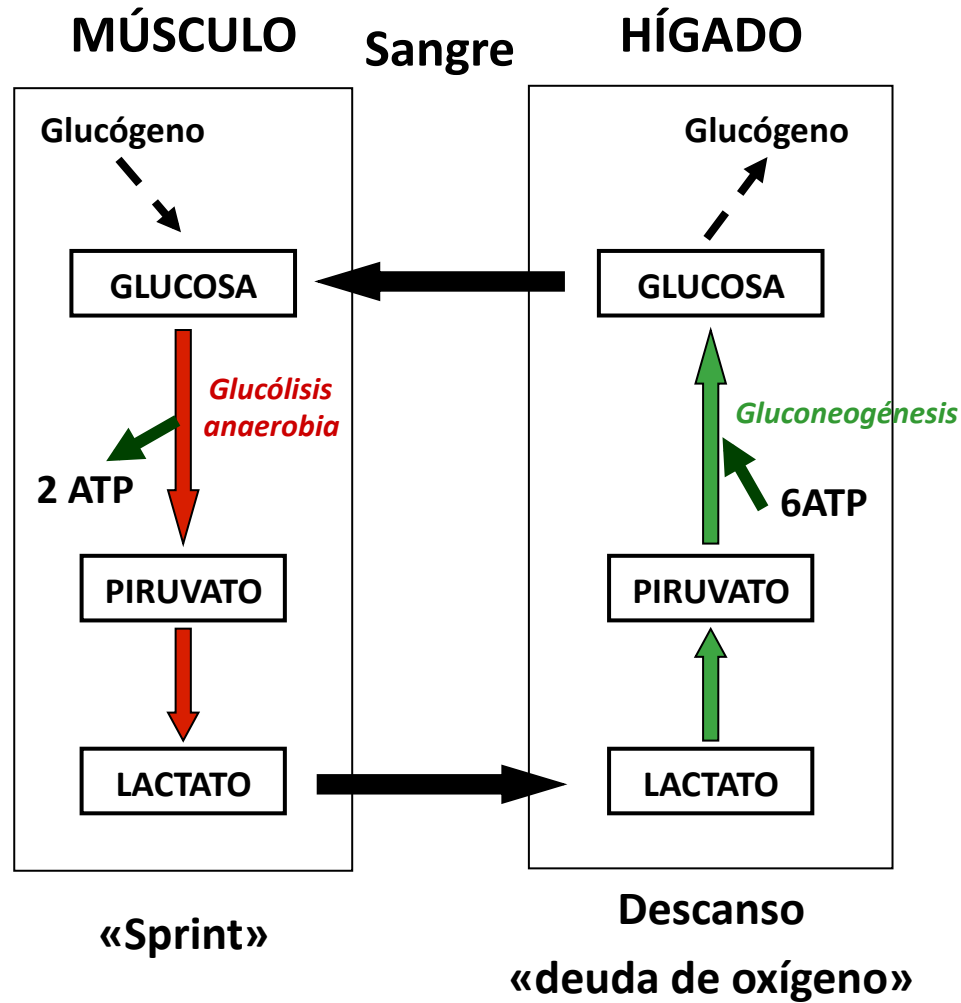 MÚSCULO
Sangre
HÍGADO
Glucógeno
Glucógeno
GLUCOSA
GLUCOSA
Glucólisis
anaerobia
Gluconeogénesis
2 ATP
6ATP
PIRUVATO
PIRUVATO
LACTATO
LACTATO
«Sprint»
Descanso
«deuda de oxígeno»